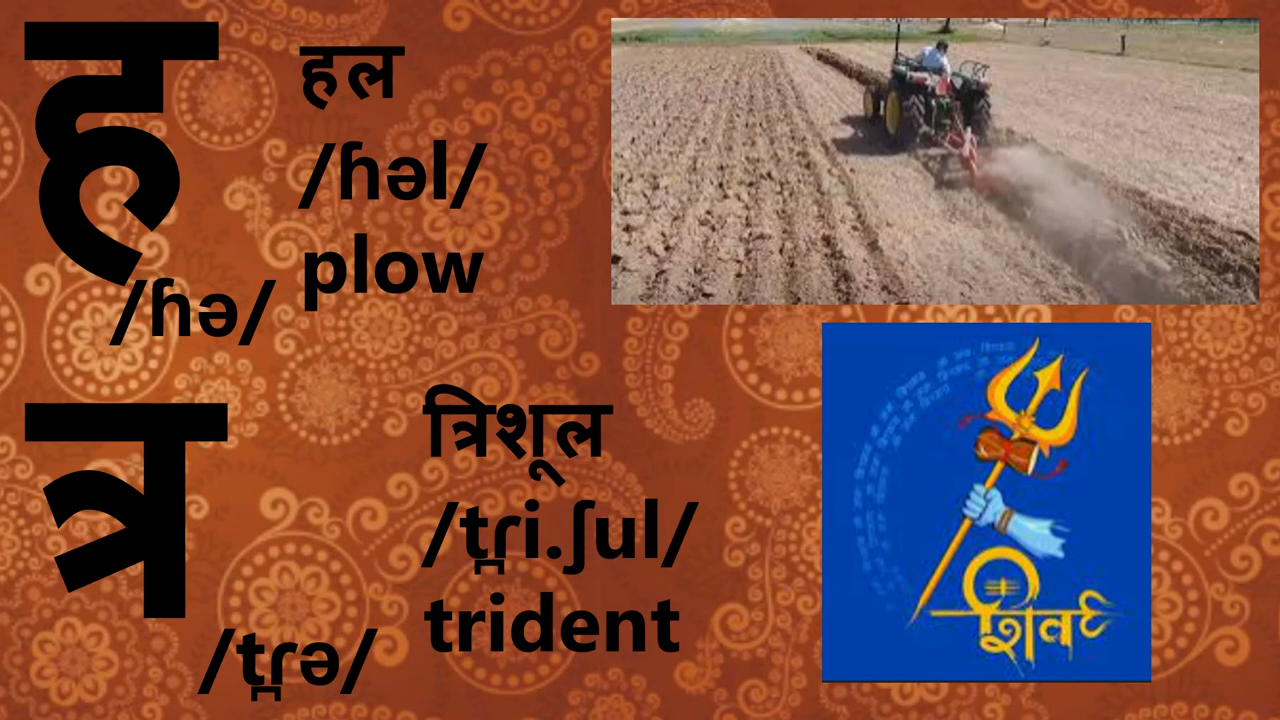 ह
/ɦə/
हल
/ɦəl/
plow
त्र
/t̪ɾə/
त्रिशूल
/t̪ɾi.ʃul/
trident
शिवा